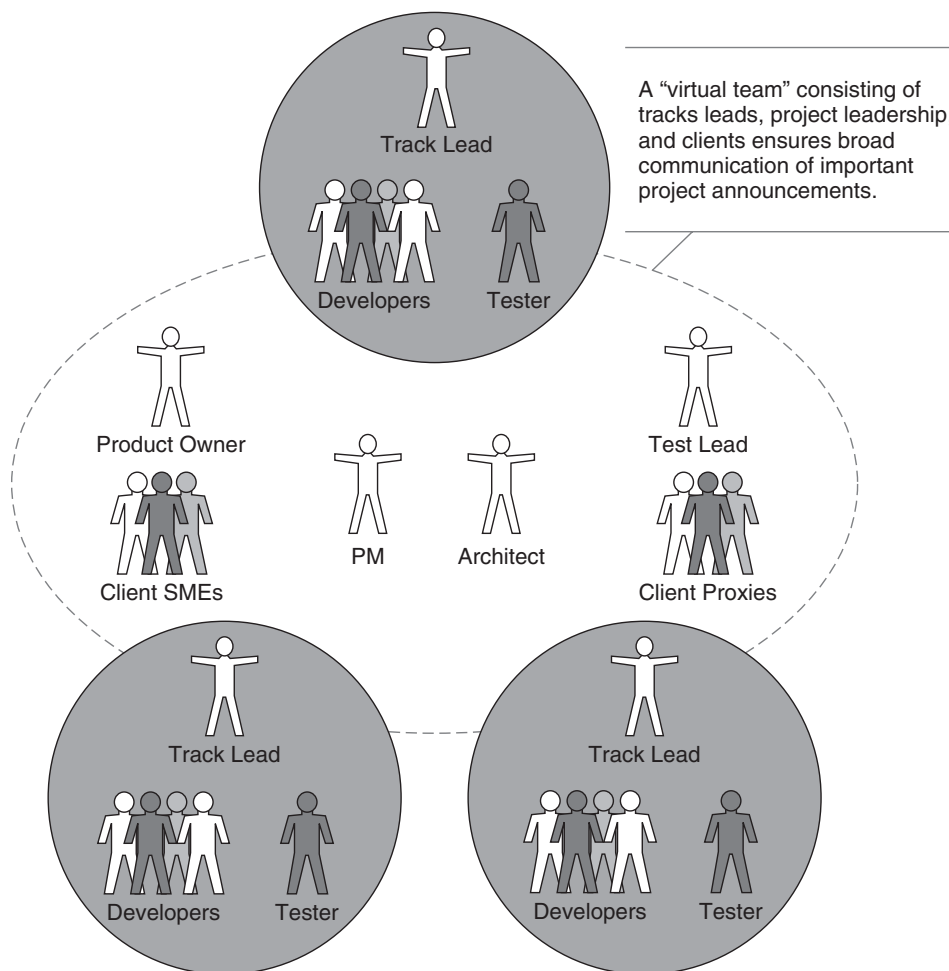 Track Lead
Developers
Tester
A “virtual team” consisting of
tracks leads, project leadership
and clients ensures broad
communication of important
project announcements.
Product Owner
Test Lead
PM
Architect
Client SMEs
Client Proxies
Track Lead
Developers
Tester
Track Lead
Developers
Tester